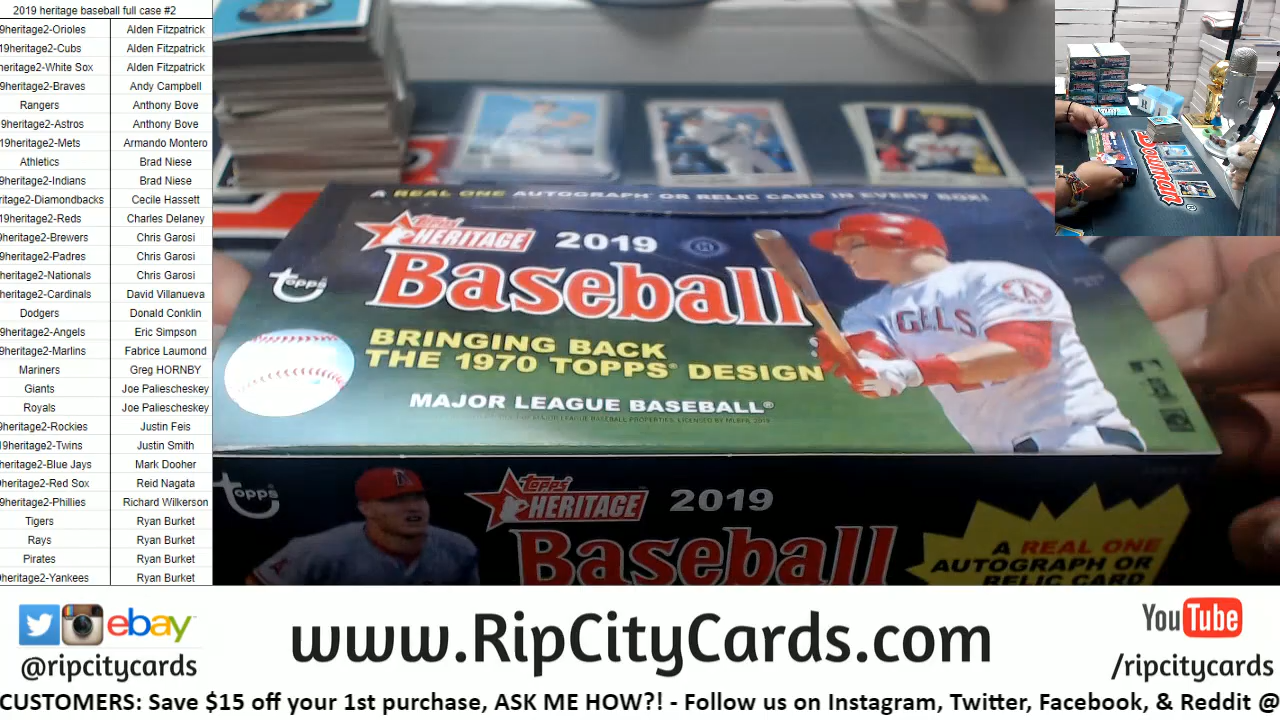 2019 heritage baseball full case #2
9heritage2-Orioles Alden Fitzpatrick
19heritage2-Cubs Alden Fitzpatrick
heritage2-White Sox Alden Fitzpatrick
9heritage2-Braves Andy Campbell
Rangers Anthony Bove
9heritage2-Astros Anthony Bove
19heritage2-Mets Armando Montero
Athletics Brad Niese
9heritage2-Indians Brad Niese
ritage2-Diamondbacks Cecile Hassett
19heritage2-Reds Charles Delaney
9heritage2-Brewers Chris Garosi
9heritage2-Padres Chris Garosi
heritage2-Nationals Chris Garosi
heritage2-Cardinals David Villanueva
Dodgers Donald Conklin
9heritage2-Angels Eric Simpson
9heritage2-Marlins Fabrice Laumond
Mariners Greg HORNBY
Giants Joe Paliescheskey
Royals Joe Paliescheskey
9heritage2-Rockies Justin Feis
19heritage2-Twins Justin Smith
heritage2-Blue Jays Mark Dooher
9heritage2-Red Sox Reid Nagata
9heritage2-Phillies Richard Wilkerson
Tigers Ryan Burket
Rays Ryan Burket
Pirates Ryan Burket
9heritage2-Yankees Ryan Burket
A REAL ONE AUTOGRAPH OR RELIC CARD IN EVERY BOX!
Topps
HERITAGE 2019
topps
Baseball
BRINGING BACK
THE 1970 TOPPS® DESIGN
MAJOR LEAGUE BASEBALL®
GELS
topps
Topps
HERITAGE 2019
Baseball
A REAL ONE
AUTOGRAPH OR
RELIC CARD
ebay
@ripcitycards
www.RipCityCards.com
YouTube
/ripcitycards
CUSTOMERS: Save $15 off your 1st purchase, ASK ME HOW?! - Follow us on Instagram, Twitter, Facebook, & Reddit @